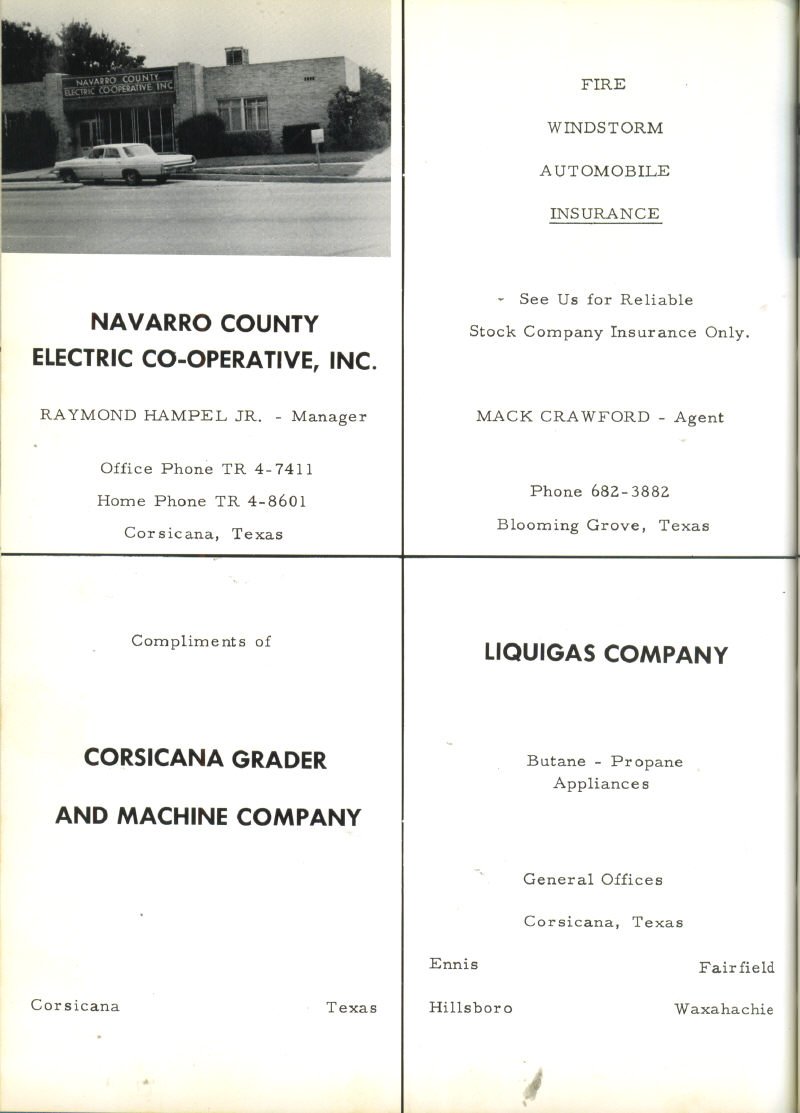 NAVARRO COUNTY
ELECTRIC CO-OPERATIVE INC
NAVARRO COUNTY
ELECTRIC CO-OPERATIVE, INC.
RAYMOND HAMPEL JR. - Manager
Office Phone TR 4-7411
Home Phone TR 4-8601
Corsicana, Texas
FIRE
WINDSTORM
AUTOMOBILE
INSURANCE
See Us for Reliable
Stock Company Insurance Only.
MACK CRAWFORD - Agent
Phone 682-3882
Blooming Grove, Texas
Compliments of
CORSICANA GRADER
AND MACHINE COMPANY
Corsicana Texas
LIQUIGAS COMPANY
Butane - Propane
Appliances
General Offices
Corsicana, Texas
Ennis Fairfield
Hillsboro Waxahachie